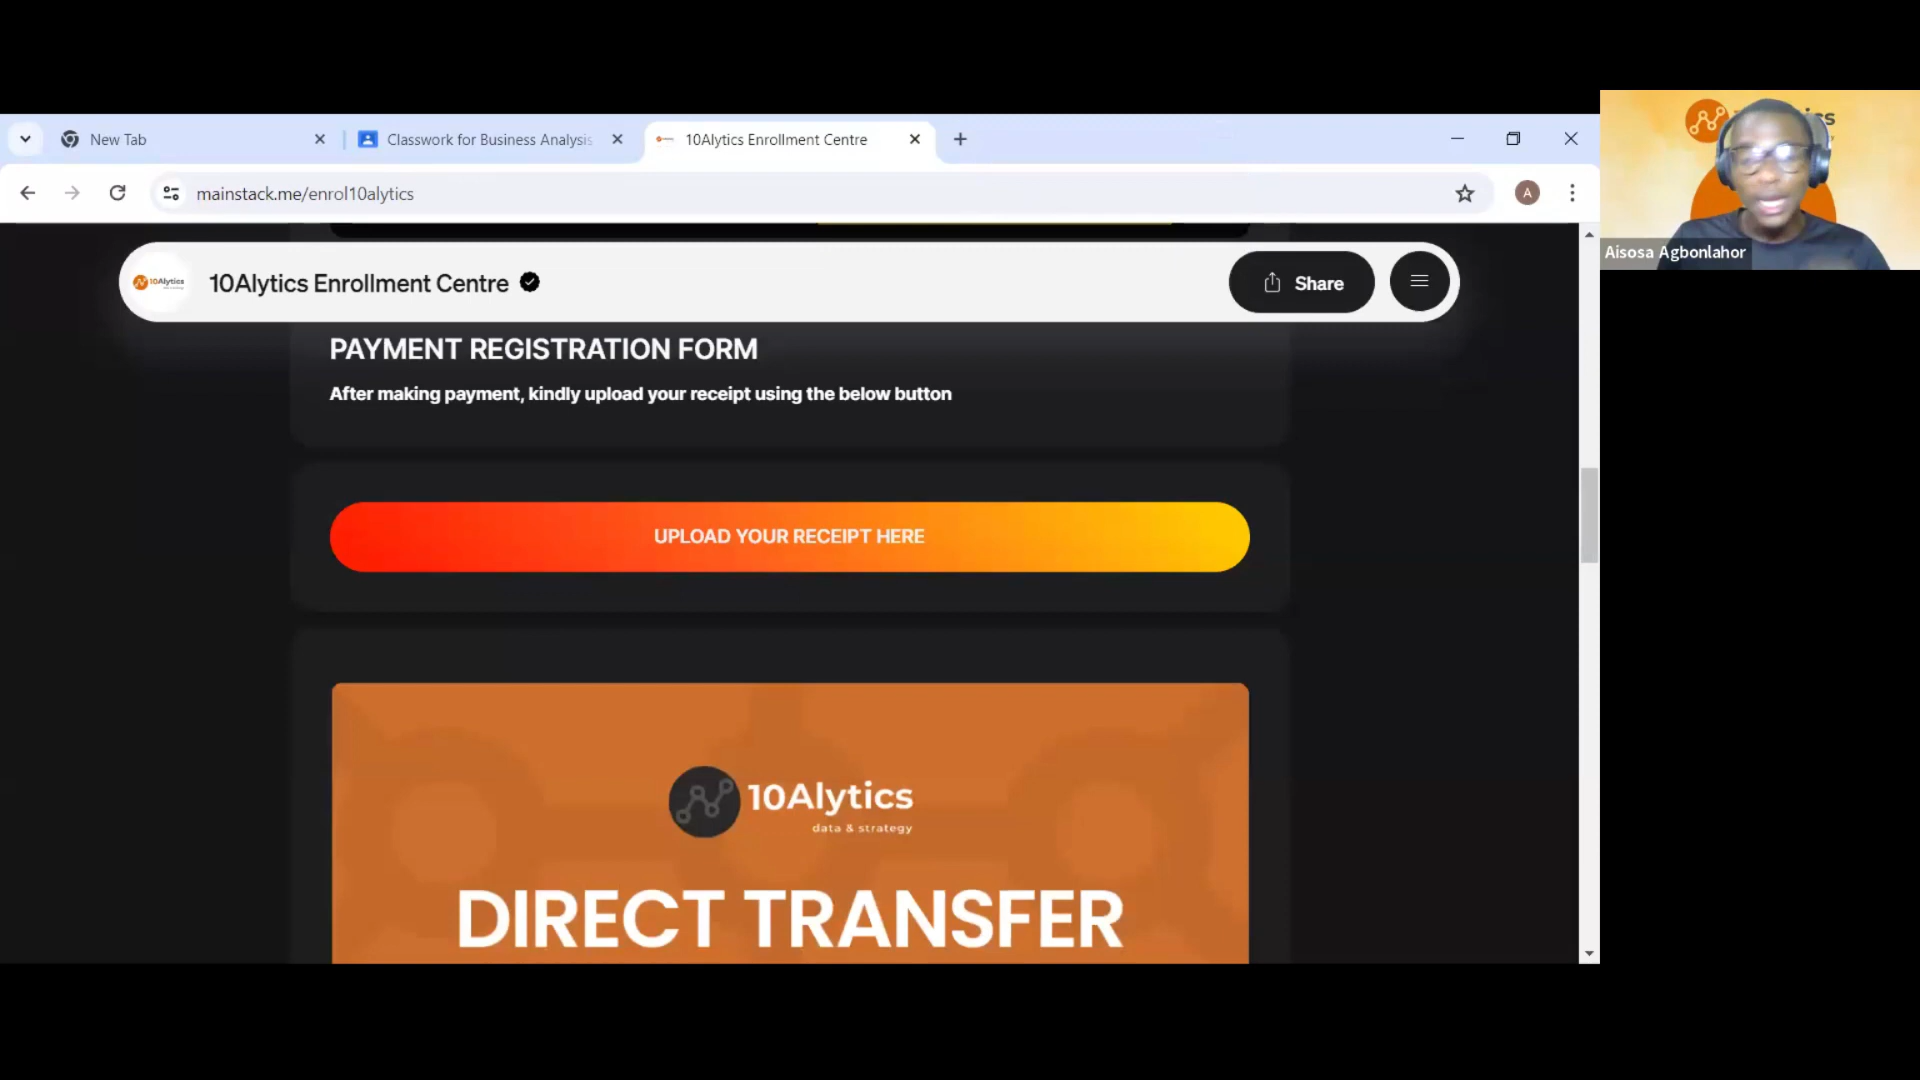 New Tab
Classwork for Business Analysis
10Alytics Enrollment Centre
mainstack.me/enrol10alytics
A
10Alytics
10Alytics Enrollment Centre
Share
PAYMENT REGISTRATION FORM
After making payment, kindly upload your receipt using the below button
UPLOAD YOUR RECEIPT HERE
10Alytics
data & strategy
DIRECT TRANSFER
Aisosa Agbonlahor